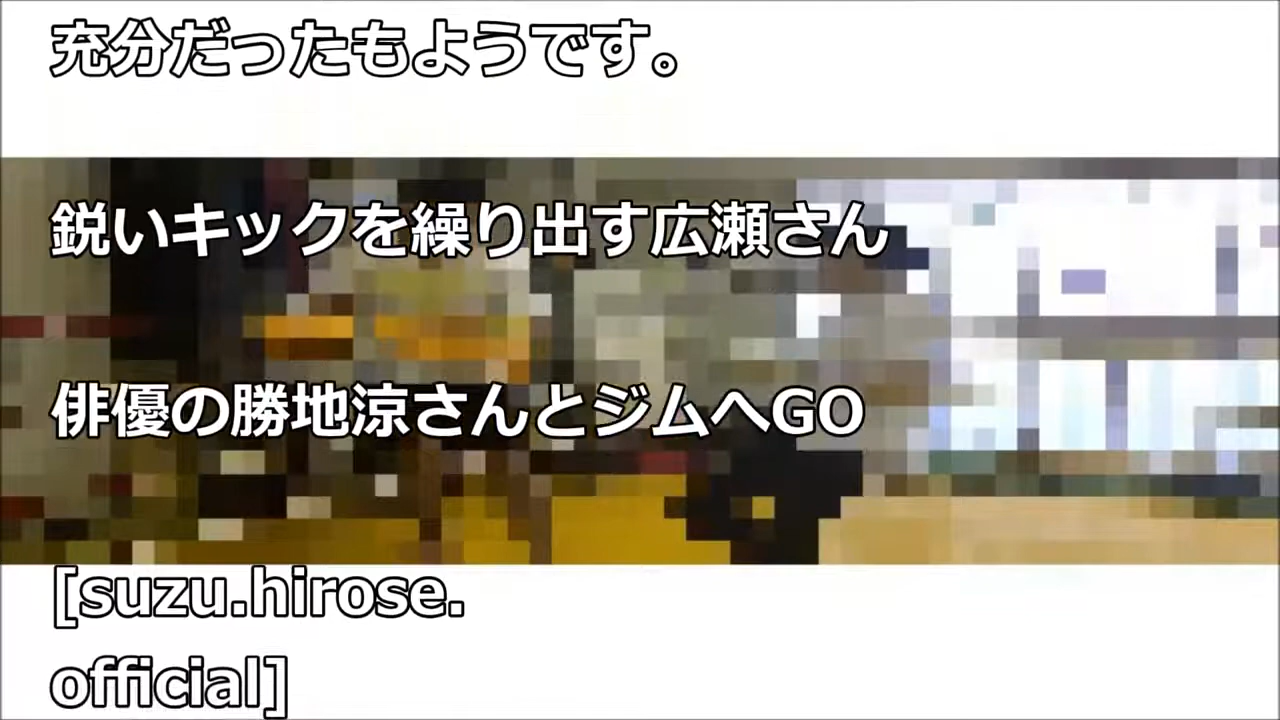 充分だったもようです。
鋭いキックを繰り出す広瀬さん
俳優の勝地涼さんとジムへGO
[suzu.hirose.
official]